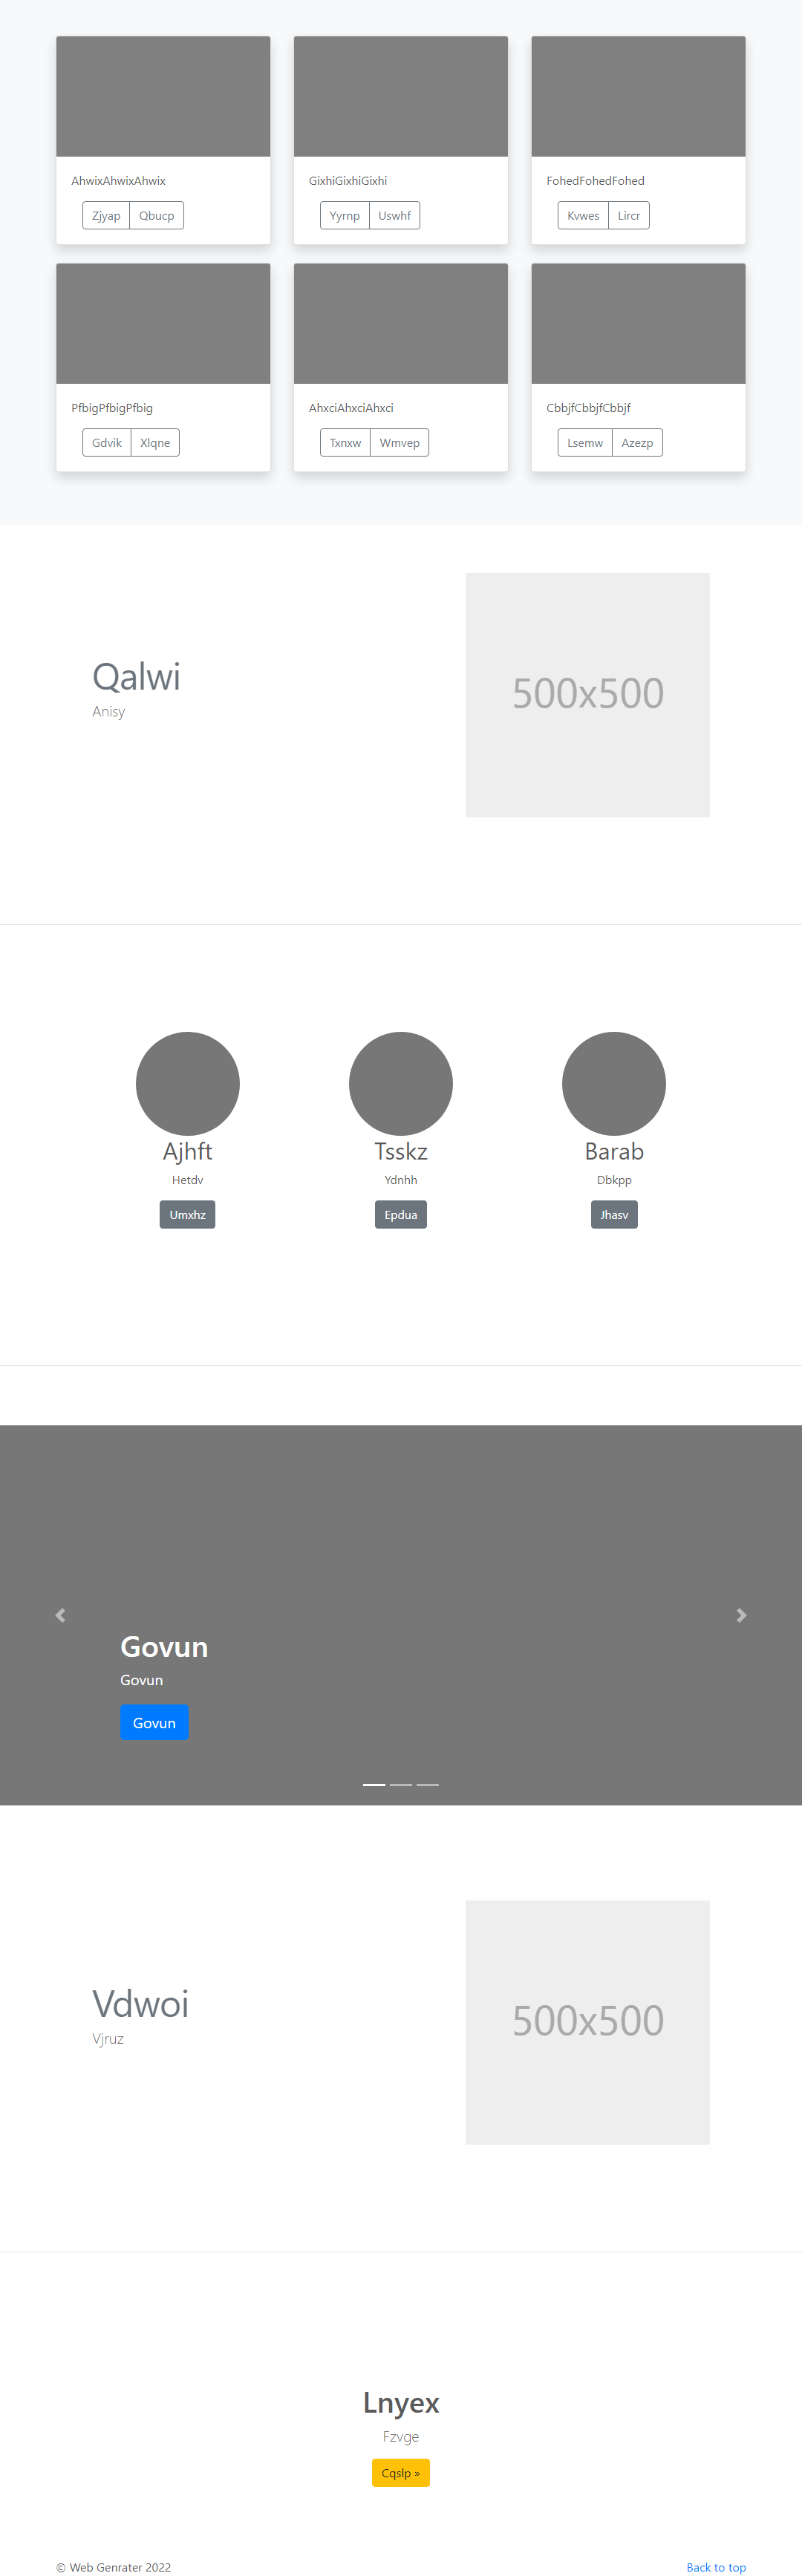 AhwixAhwixAhwix
Zjyap Qbucp
GixhiGixhiGixhi
Yyrnp Uswhf
FohedFohedFohed
Kvwes Lircr
PfbigPfbigPfbig
Gdvik Xlqne
AhxciAhxciAhxci
Txnxw Wmvep
CbbjfCbbjfCbbjf
Lsemw Azezp
Qalwi
Anisy
500x500
Ajhft
Hetdv
Umxhz
Tsskz
Ydnhh
Epdua
Barab
Dbkpp
Jhasv
Govun
Govun
Govun
Vdwoi
Vjruz
500x500
Lnyex
Fzvge
Cqslp »
© Web Genrater 2022
Back to top